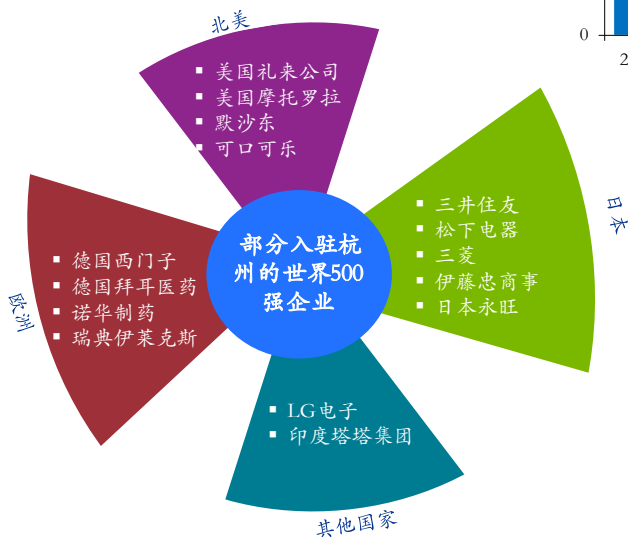 北美
美国礼来公司
美国摩托罗拉
默沙东
可口可乐
0
2
日本
三井住友
松下电器
三菱
伊藤忠商事
日本永旺
部分入驻杭
州的世界500
强企业
欧洲
德国西门子
德国拜耳医药
诺华制药
瑞典伊莱克斯
LG电子
印度塔塔集团
其他国家